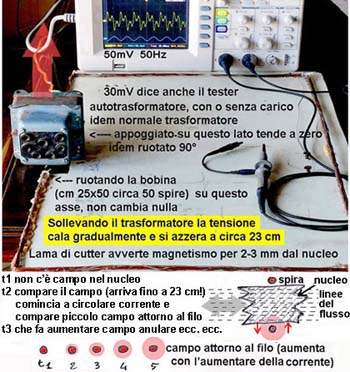 50mV 50Hz
30mV dice anche il tester
autotrasformatore, con o senza carico
idem normale trasformatore
<---- appoggiato su questo lato tende a zero
idem ruotato 90°
<--- ruotando la bobina
(cm 25x50 circa 50 spire) su questo
asse, non cambia nulla
Sollevando il trasformatore la tensione
cala gradualmente e si azzera a circa 23 cm
Lama di cutter avverte magnetismo per 2-3 mm dal nucleo
t1 non c'è campo nel nucleo
t2 compare il campo (arriva fino a 23 cm!)
comincia a circolare corrente e
compare piccolo campo attorno al filo
t3 che fa aumentare campo anulare ecc. ecc.
spira nucleo
linee
del
flusso
t1 2 3 4 5
campo attorno al filo (aumenta
con l'aumentare della corrente)